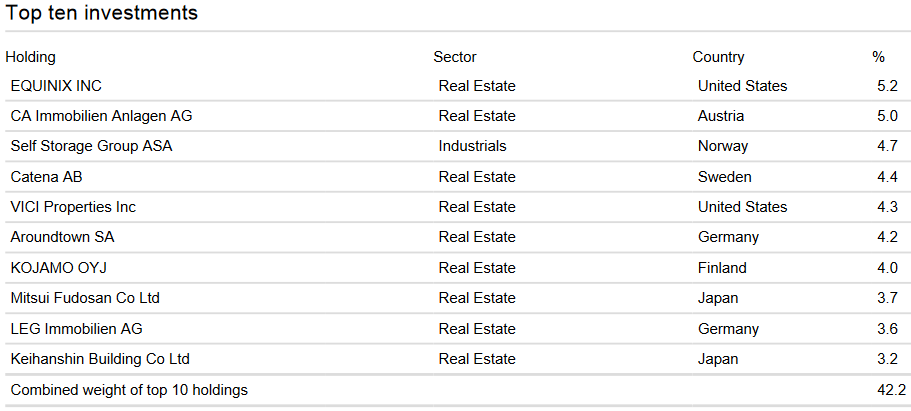 Top ten investments
Holding Sector Country %
EQUINIX INC Real Estate United States 5.2
CA Immobilien Anlagen AG Real Estate Austria 5.0
Self Storage Group ASA Industrials Norway 4.7
Catena AB Real Estate Sweden 4.4
VICI Properties Inc Real Estate United States 4.3
Aroundtown SA Real Estate Germany 4.2
KOJAMO OYJ Real Estate Finland 4.0
Mitsui Fudosan Co Ltd Real Estate Japan 3.7
LEG Immobilien AG Real Estate Germany 3.6
Keihanshin Building Co Ltd Real Estate Japan 3.2
Combined weight of top 10 holdings 42.2